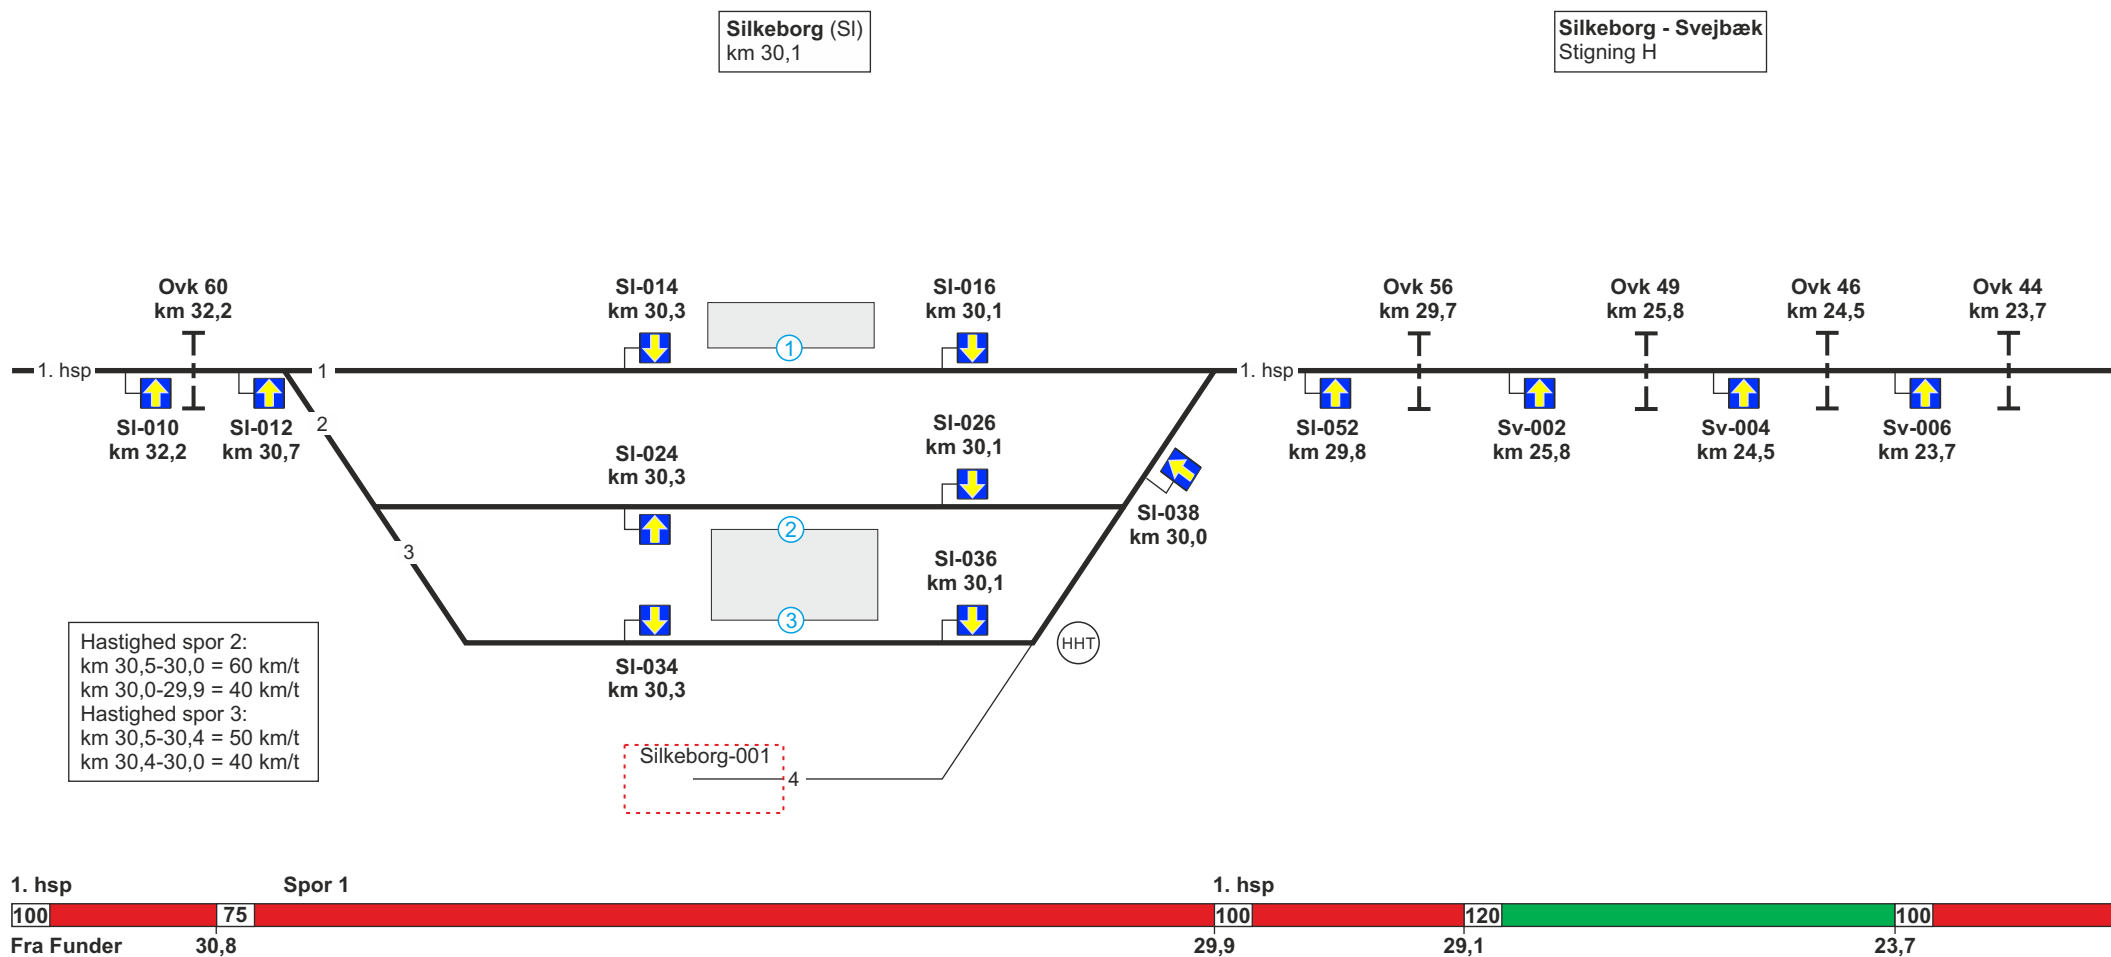 Silkeborg (Sl)
km 30,1
Silkeborg - Svejbæk
Stigning H
Ovk 60
km 32,2
Sl-014
km 30,3
Sl-016
km 30,1
Ovk 56
km 29,7
Ovk 49
km 25,8
Ovk 46
km 24,5
Ovk 44
km 23,7
1
1. hsp
1
1. hsp
Sl-010
km 32,2
Sl-012
km 30,7
2
Sl-052
km 29,8
Sv-002
km 25,8
Sv-004
km 24,5
Sv-006
km 23,7
Sl-024
km 30,3
Sl-026
km 30,1
Sl-038
km 30,0
2
3
Sl-036
km 30,1
3
HHT
Sl-034
km 30,3
Hastighed spor 2:
km 30,5-30,0 = 60 km/t
km 30,0-29,9 = 40 km/t
Hastighed spor 3:
km 30,5-30,4 = 50 km/t
km 30,4-30,0 = 40 km/t
Silkeborg-001
4
1. hsp
Spor 1
1. hsp
100
75
100
120
100
Fra Funder
30,8
29,9
29,1
23,7